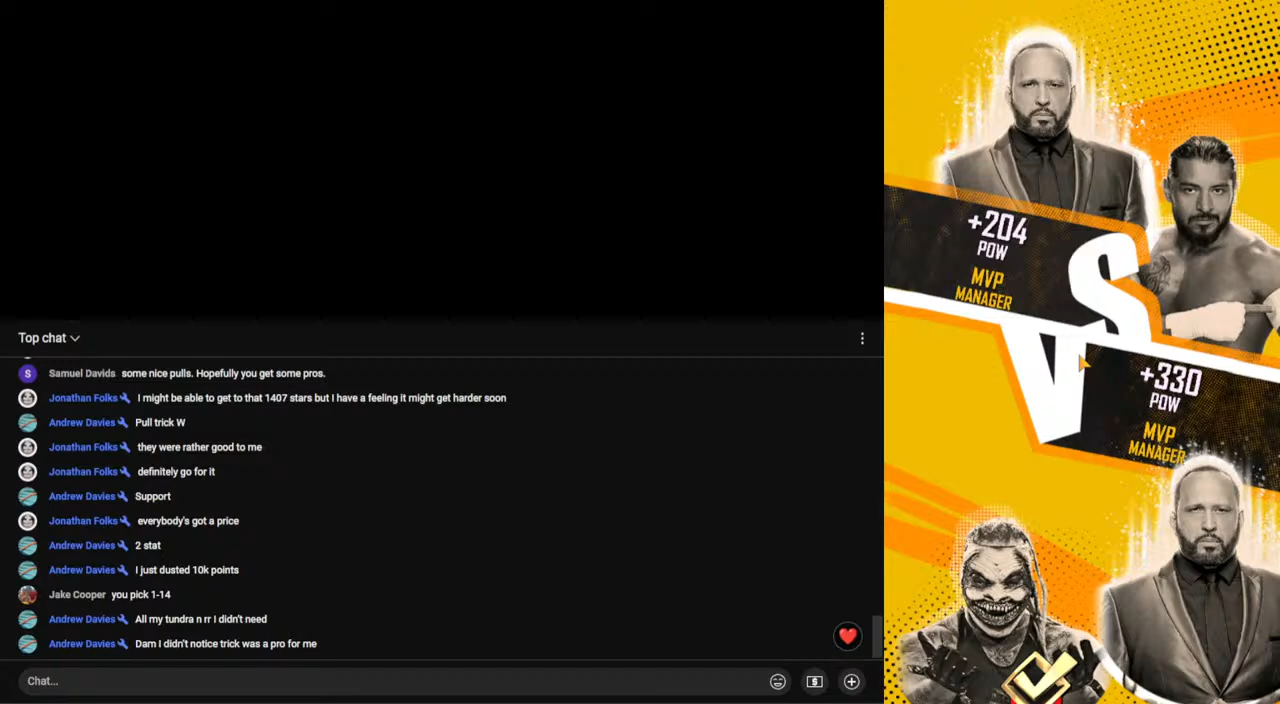 Top chat
Samuel Davids some nice pulls. Hopefully you get some pros.
Jonathan Folks I might be able to get to that 1407 stars but I have a feeling it might get harder soon
Andrew Davies Pull trick W
Jonathan Folks they were rather good to me
Jonathan Folks definitely go for it
Andrew Davies Support
Jonathan Folks everybody's got a price
Andrew Davies 2 stat
Andrew Davies I just dusted 10k points
Jake Cooper you pick 1-14
Andrew Davies All my tundra n rr I didn't need
Andrew Davies Dam I didn't notice trick was a pro for me
Chat...
+204
POW
MVP
MANAGER
VS
+330
POW
MVP
MANAGER
S